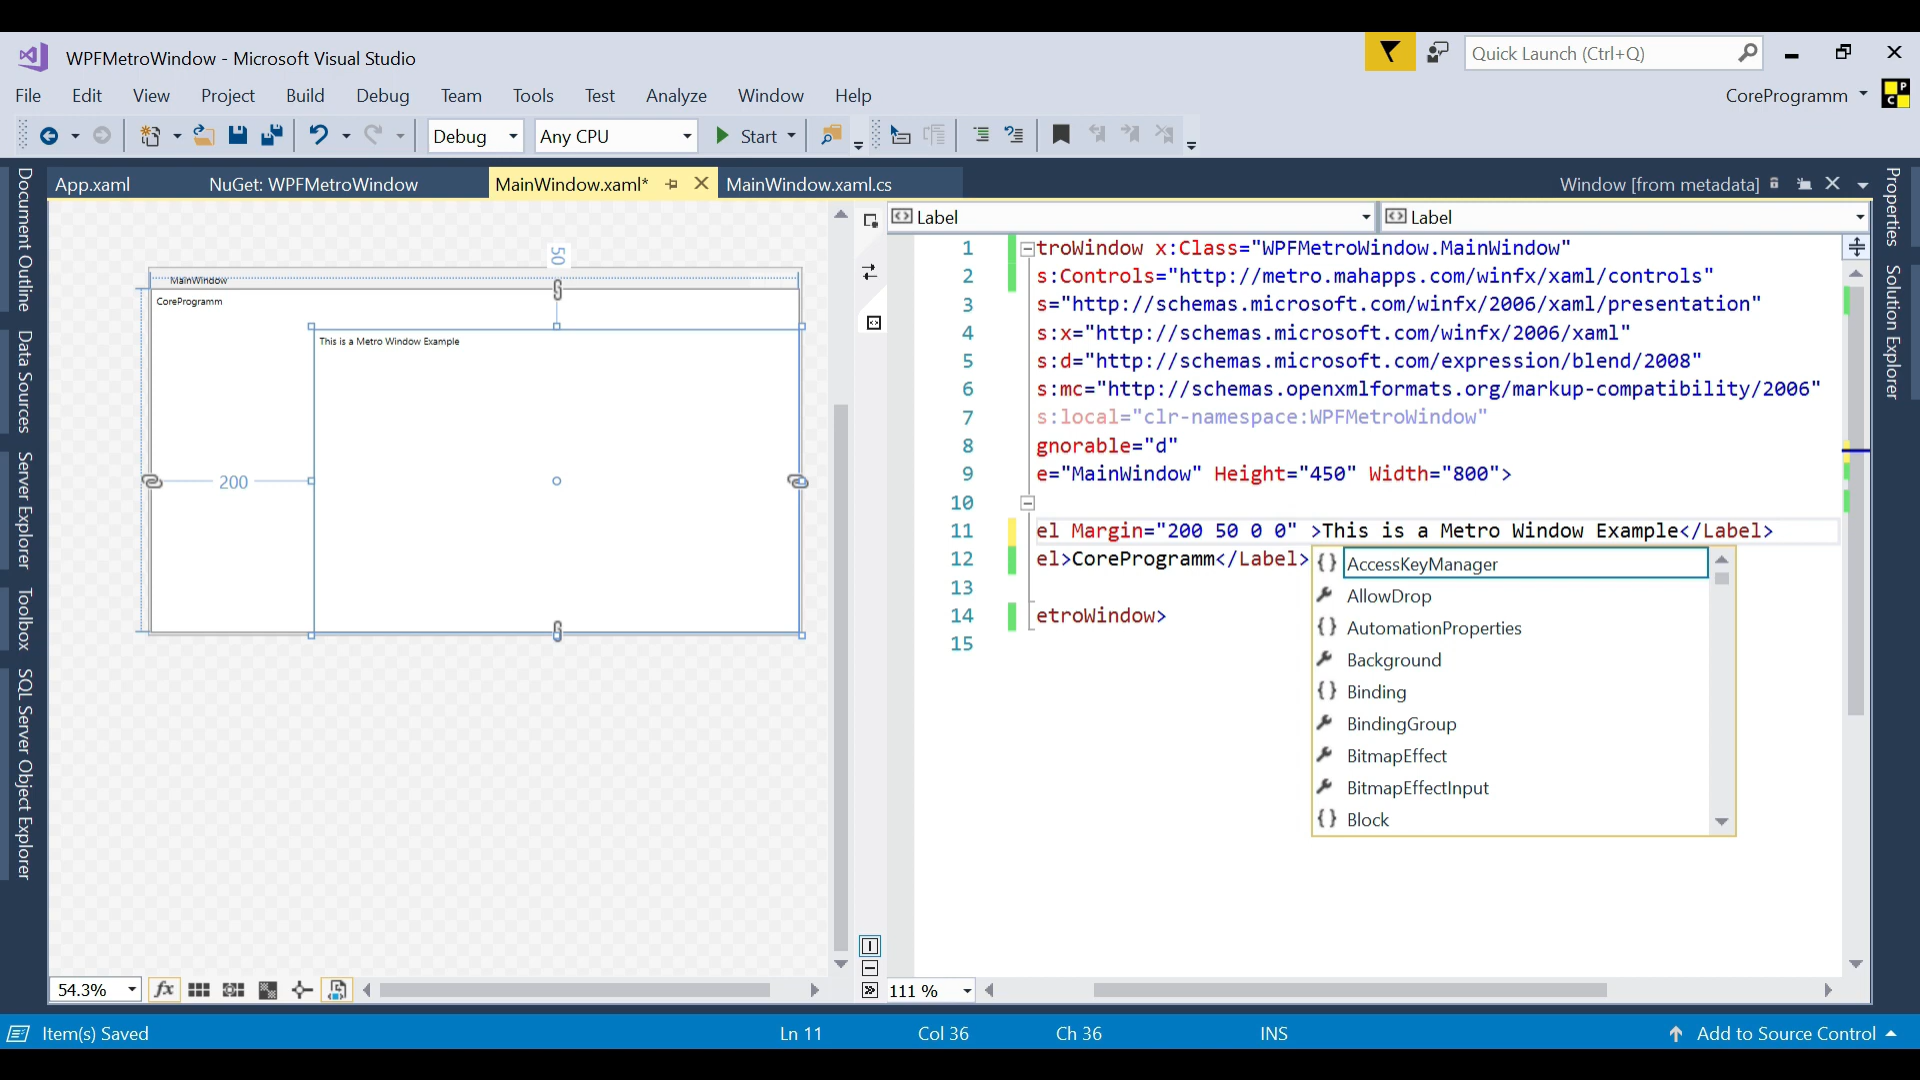 WPFMetroWindow - Microsoft Visual Studio
Quick Launch (Ctrl+Q)
File Edit View Project Build Debug Team Tools Test Analyze Window Help
CoreProgramm
P
C
Debug
Any CPU
Start
App.xaml
NuGet: WPFMetroWindow
MainWindow.xaml*
MainWindow.xaml.cs
Window [from metadata]
Document Outline
Data Sources
Server Explorer
Toolbox
SQL Server Object Explorer
50
MainWindow
CoreProgramm
This is a Metro Window Example
200
54.3%
fx
Label
Label
1 troWindow x:Class="WPFMetroWindow.MainWindow"
2 s:Controls="http://metro.mahapps.com/winfx/xaml/controls"
3 s="http://schemas.microsoft.com/winfx/2006/xaml/presentation"
4 s:x="http://schemas.microsoft.com/winfx/2006/xaml"
5 s:d="http://schemas.microsoft.com/expression/blend/2008"
6 s:mc="http://schemas.openxmlformats.org/markup-compatibility/2006"
7 s:local="clr-namespace:WPFMetroWindow"
8 gnorable="d"
9 e="MainWindow" Height="450" Width="800">
10
11 el Margin="200 50 0 0" >This is a Metro Window Example</Label>
12 el>CoreProgramm</Label>
13
14 etroWindow>
15
{} AccessKeyManager
AllowDrop
{} AutomationProperties
Background
{} Binding
BindingGroup
BitmapEffect
BitmapEffectInput
{} Block
111 %
Properties
Solution Explorer
Item(s) Saved
Ln 11
Col 36
Ch 36
INS
Add to Source Control